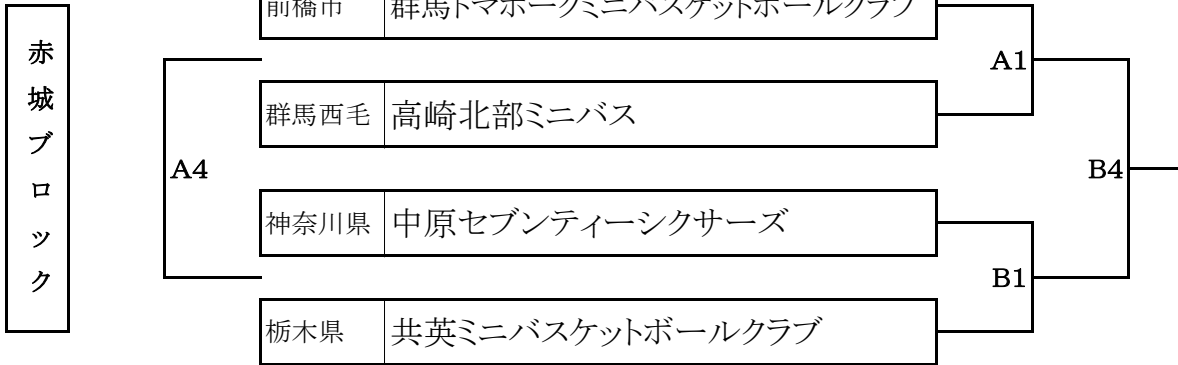 赤城ブロック
前橋市 群馬トマホークミニバスケットボールクラブ
A1
群馬西毛 高崎北部ミニバス
A4
B4
神奈川県 中原セブンティーシクサーズ
B1
栃木県 共英ミニバスケットボールクラブ